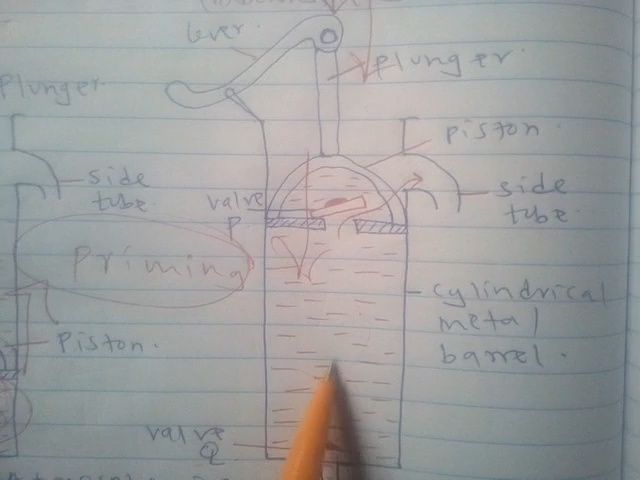 lever
plunger
Plunger
piston
side
tube
valve
P
side
tube
priming
cylindrical
metal
barrel.
piston.
valve
Q